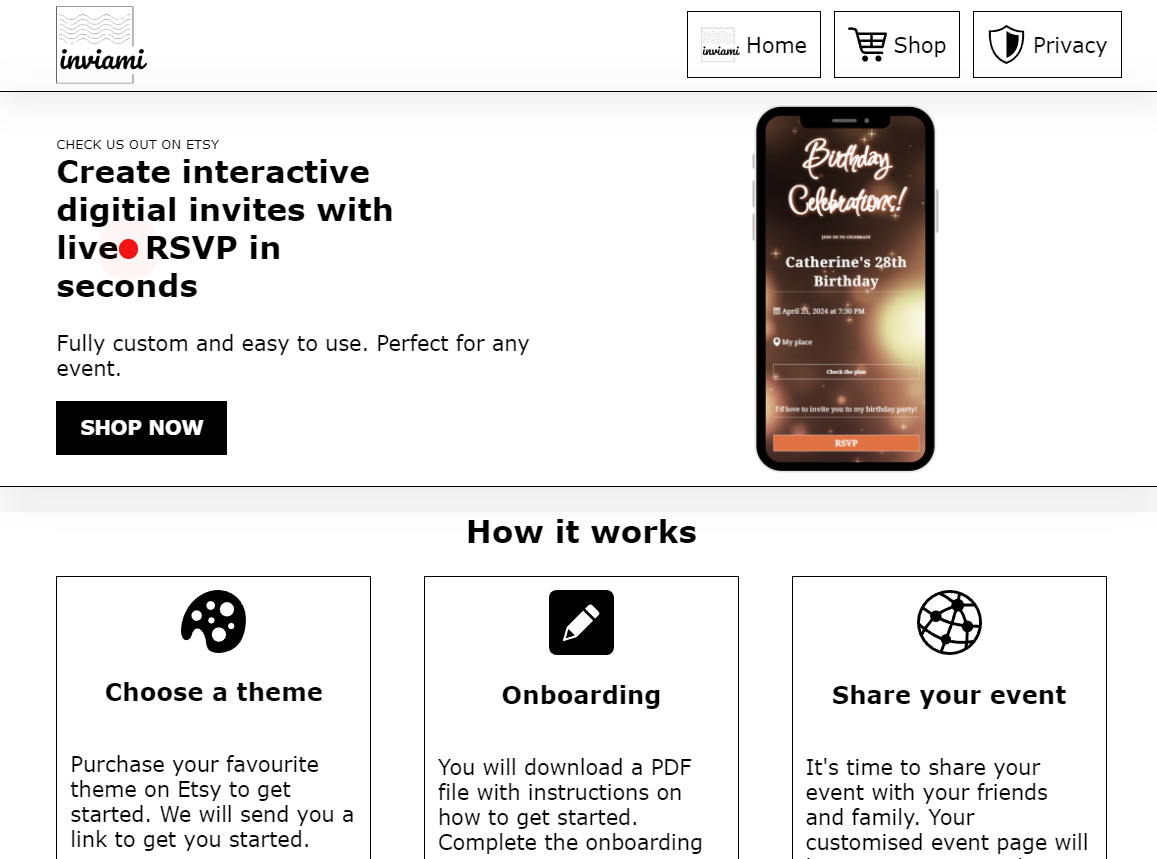 inviami
inviami Home
Shop
Privacy
CHECK US OUT ON ETSY
Create interactive
digitial invites with
live RSVP in
seconds
Fully custom and easy to use. Perfect for any
event.
SHOP NOW
Birthday
Celebrations!
JOIN US TO CELEBRATE
Catherine's 28th
Birthday
April 25, 2024 at 7:30 PM
My place
Check the plan
I'd love to invite you to my birthday party!
RSVP
How it works
Choose a theme
Purchase your favourite
theme on Etsy to get
started. We will send you a
link to get you started.
Onboarding
You will download a PDF
file with instructions on
how to get started.
Complete the onboarding
Share your event
It's time to share your
event with your friends
and family. Your
customised event page will